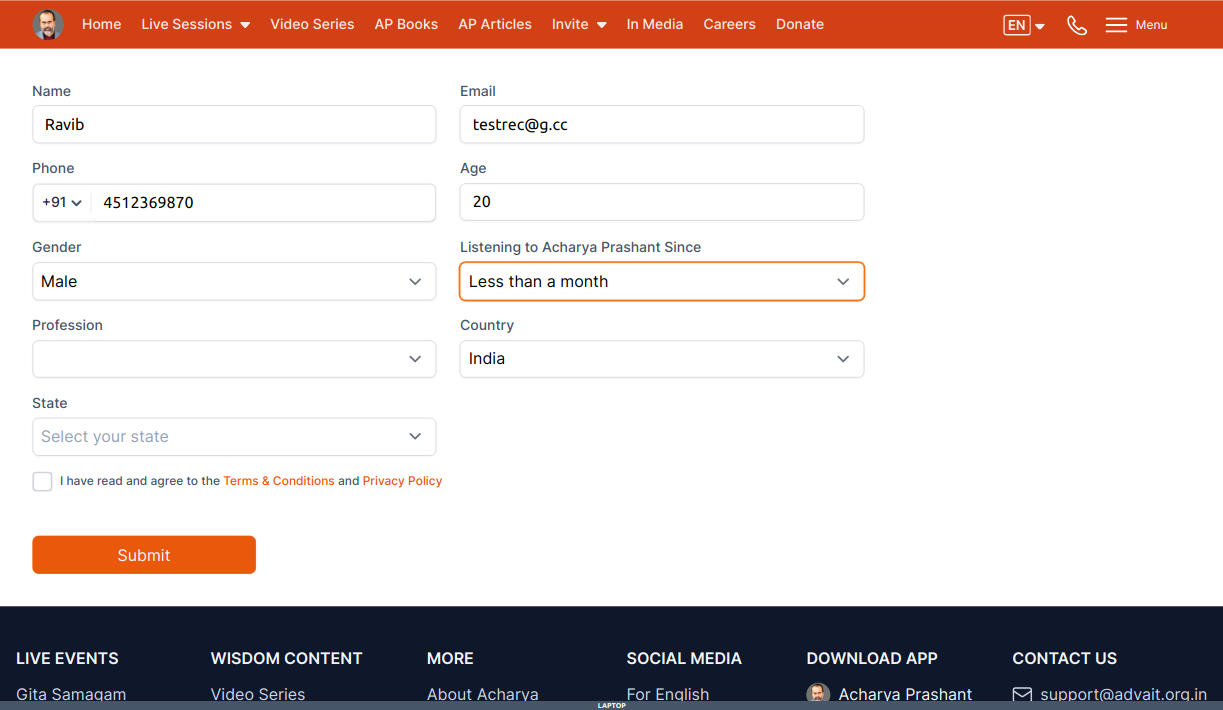 Home Live Sessions Video Series AP Books AP Articles Invite In Media Careers Donate EN Menu
Name Email
Ravib testrec@g.cc
Phone Age
+91 4512369870 20
Gender Listening to Acharya Prashant Since
Male Less than a month
Profession Country
India
State
Select your state
I have read and agree to the Terms & Conditions and Privacy Policy
Submit
LIVE EVENTS WISDOM CONTENT MORE SOCIAL MEDIA DOWNLOAD APP CONTACT US
Gita Samagam Video Series About Acharya For English Acharya Prashant support@advait.org.in
LAPTOP